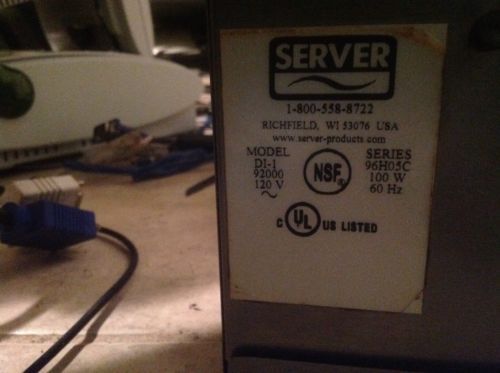 SERVER
1-800-558-8722
RICHFIELD, WI 53076 USA
www.server-products.com
MODEL
DI-1
92000
120 V
~
NSF®
SERIES
96H05C
100 W
60 Hz
C UL® US LISTED